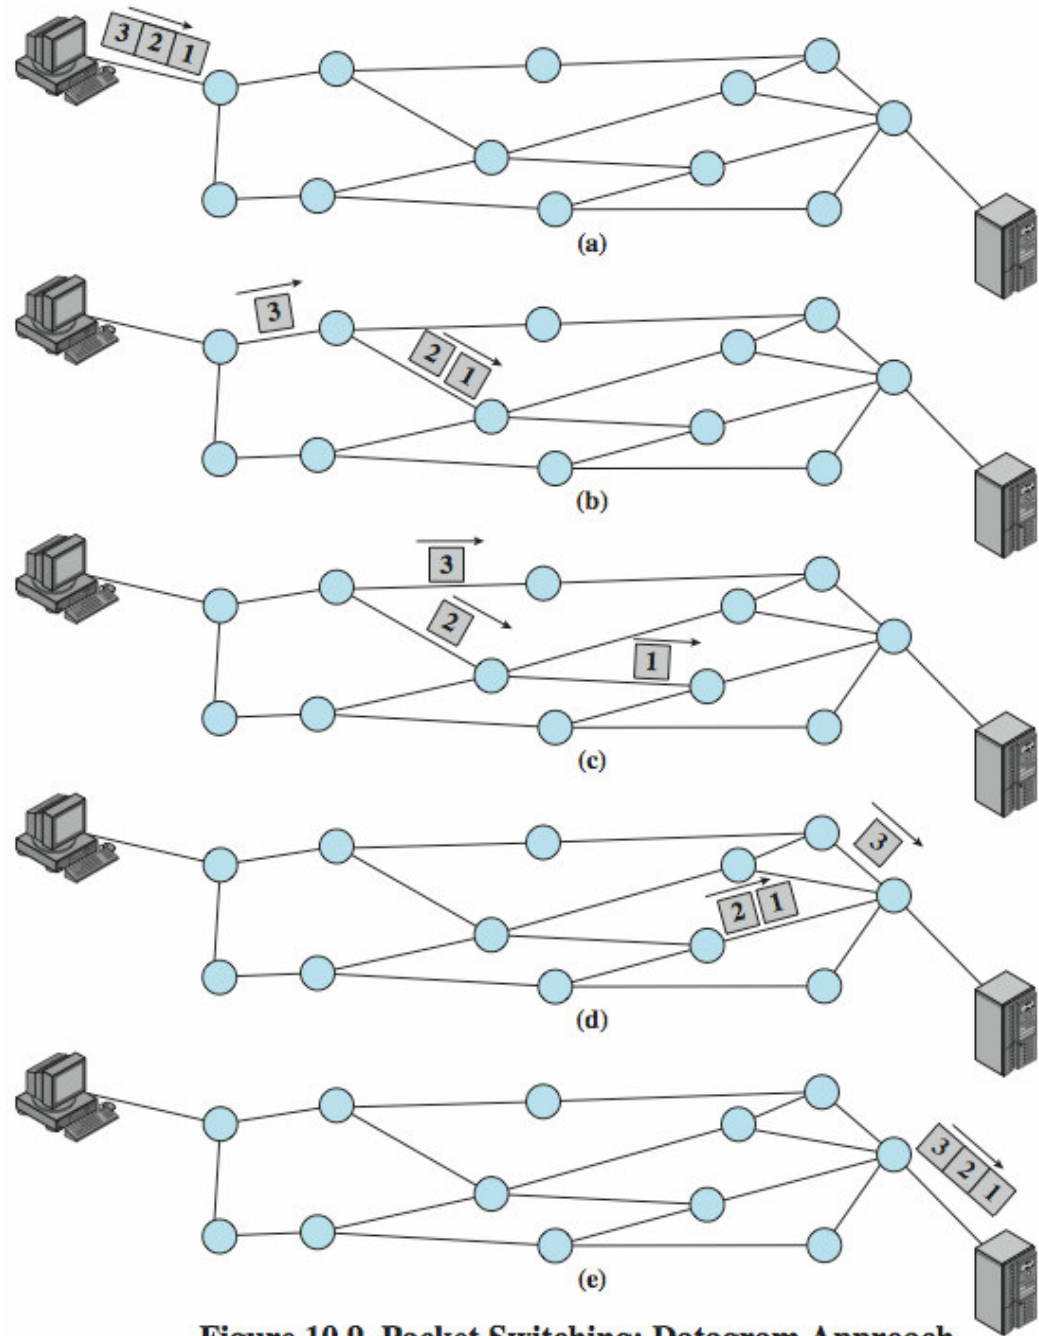 3 2 1
(a)
3
2 1
(b)
3
2
1
(c)
3
2 1
(d)
3 2 1
(e)
Figure 10.9 Packet Switching: Datagram Approach